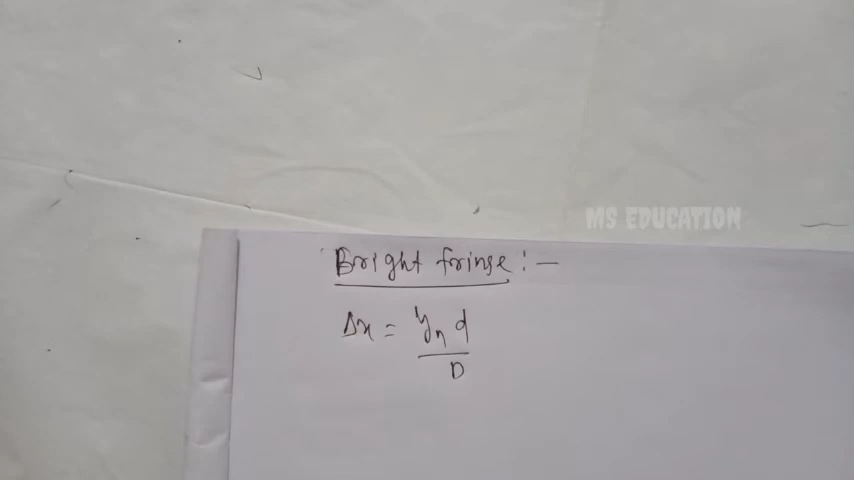 MS EDUCATION
Bright fringe :-
Δx = yₙ d / D